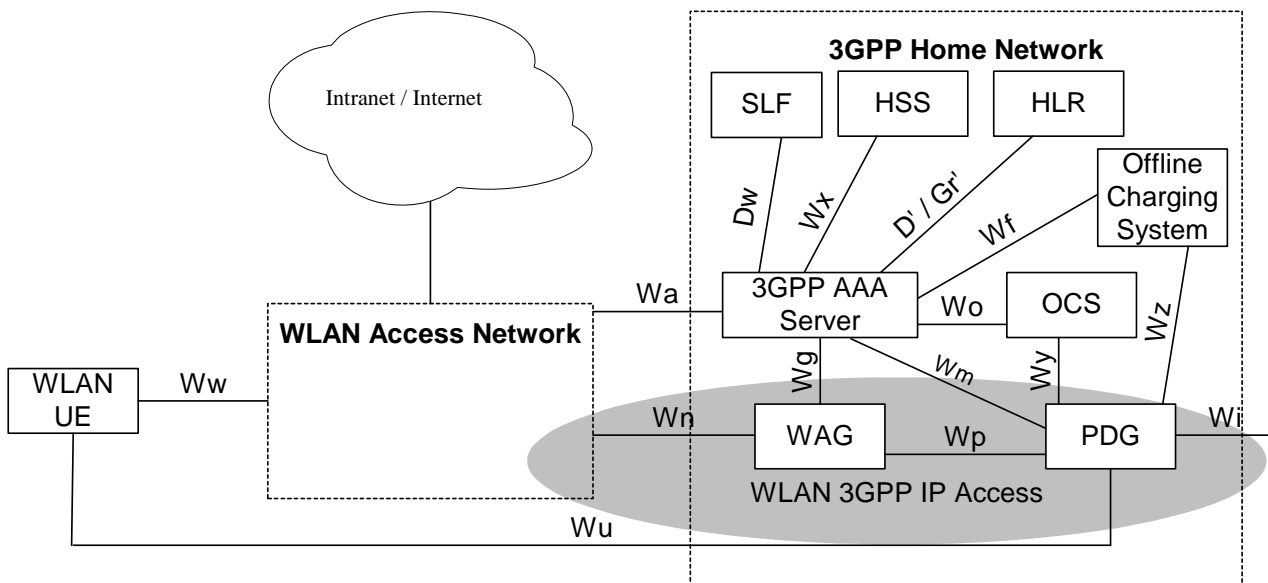 3GPP Home Network
Intranet / Internet
SLF
HSS
HLR
Offline
Charging
System
Dw
Wx
D' / Gr'
Wf
Wa
3GPP AAA
Server
Wo
OCS
Wz
WLAN Access Network
Wg
Wm
Wy
WLAN
UE
Ww
Wn
WAG
Wp
PDG
Wi
WLAN 3GPP IP Access
Wu